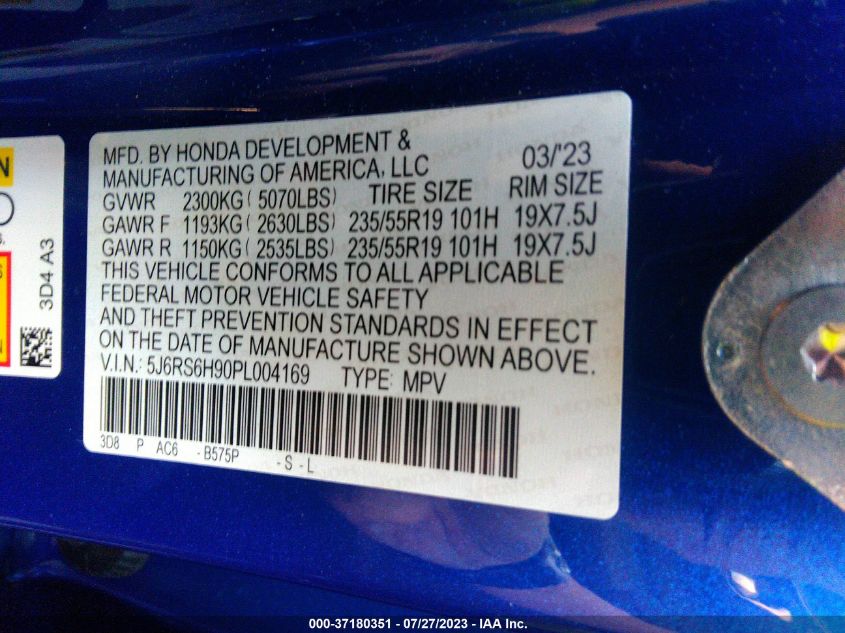 MFD. BY HONDA DEVELOPMENT &
MANUFACTURING OF AMERICA, LLC 03/'23
GVWR 2300KG( 5070LBS) TIRE SIZE RIM SIZE
GAWR F 1193KG( 2630LBS) 235/55R19 101H 19X7.5J
GAWR R 1150KG( 2535LBS) 235/55R19 101H 19X7.5J
THIS VEHICLE CONFORMS TO ALL APPLICABLE
FEDERAL MOTOR VEHICLE SAFETY
AND THEFT PREVENTION STANDARDS IN EFFECT
ON THE DATE OF MANUFACTURE SHOWN ABOVE.
V.I.N.: 5J6RS6H90PL004169 TYPE: MPV
3D8 P AC6 - B575P - S - L
3D4 A3
000-37180351 / 07/27/2023 - IAA Inc.